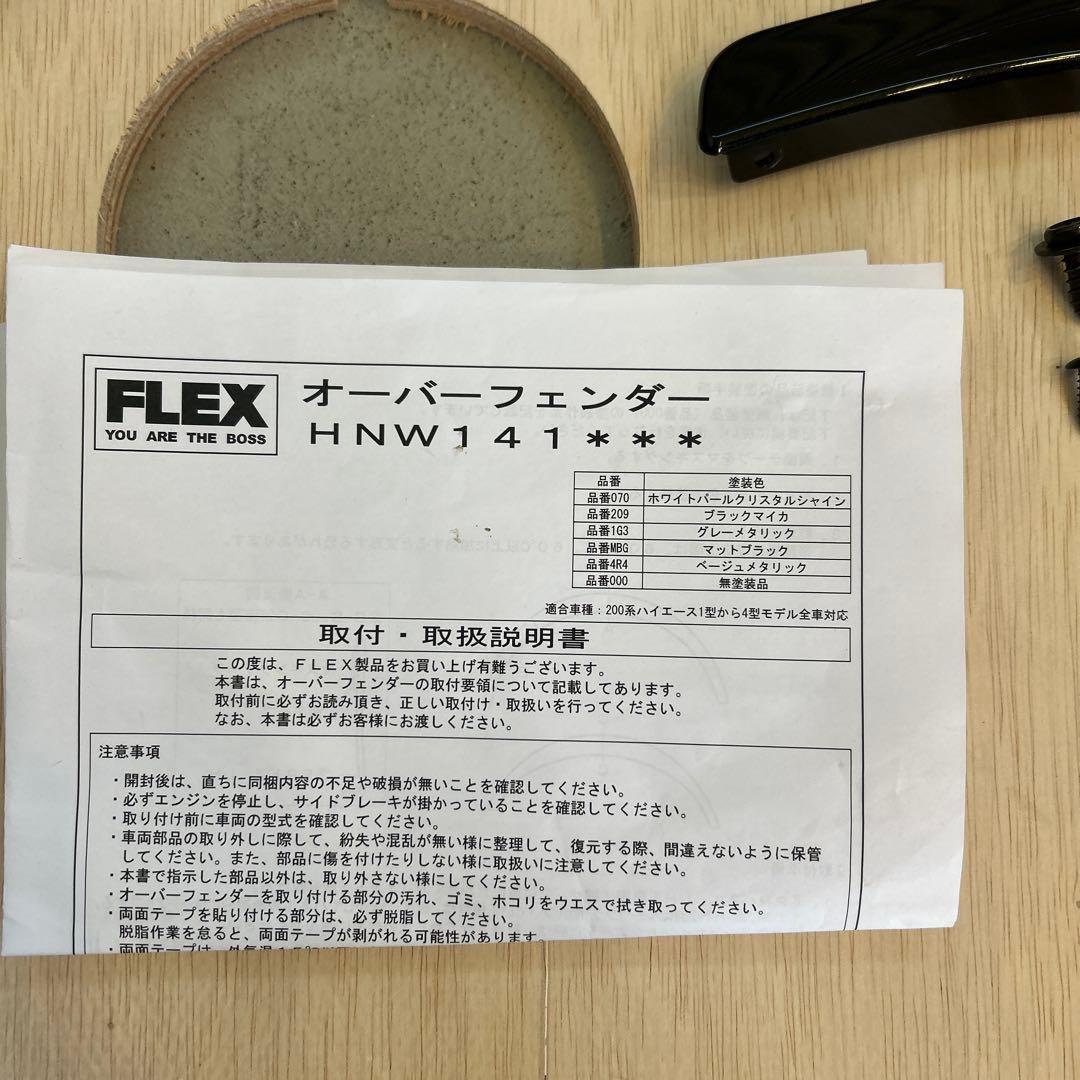 FLEX
YOU ARE THE BOSS
オーバーフェンダー
HNW141***
品番 塗装色
品番070 ホワイトパールクリスタルシャイン
品番209 ブラックマイカ
品番1G3 グレーメタリック
品番MBG マットブラック
品番4R4 ベージュメタリック
品番000 無塗装品
適合車種：200系ハイエース1型から4型モデル全車対応
取付・取扱説明書
この度は、FLEX製品をお買い上げ有難うございます。
本書は、オーバーフェンダーの取付要領について記載してあります。
取付前に必ずお読み頂き、正しい取付け・取扱いを行ってください。
なお、本書は必ずお客様にお渡しください。
注意事項
・開封後は、直ちに同梱内容の不足や破損が無いことを確認してください。
・必ずエンジンを停止し、サイドブレーキが掛かっていることを確認してください。
・取り付け前に車両の型式を確認してください。
・車両部品の取り外しに際して、紛失や混乱が無い様に整理して、復元する際、間違えないように保管
してください。また、部品に傷を付けたりしない様に取扱いに注意してください。
・本書で指示した部品以外は、取り外さない様にしてください。
・オーバーフェンダーを取り付ける部分の汚れ、ゴミ、ホコリをウエスで拭き取ってください。
・両面テープを貼り付ける部分は、必ず脱脂してください。
脱脂作業を怠ると、両面テープが剥がれる可能性があります。
・両面テープは、外気温